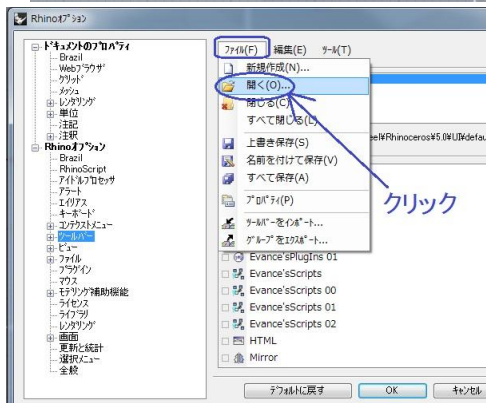 Rhinoオプション
ドキュメントのプロパティ
Brazil
Webブラウザ
グリッド
メッシュ
レンダリング
単位
注記
注釈
Rhinoオプション
Brazil
RhinoScript
アイドルプロセッサ
アラート
エイリアス
キーボード
コンテクストメニュー
ツールバー
ビュー
ファイル
プラグイン
マウス
モデリング補助機能
ライセンス
ライブラリ
レンダリング
画面
更新と統計
選択メニュー
全般
ファイル(F) 編集(E) ツール(T)
新規作成(N)...
開く(O)...
閉じる(C)
すべて閉じる(L)
上書き保存(S)
名前を付けて保存(V)
すべて保存(A)
プロパティ(P)
ツールバーをインポート...
グループをエクスポート...
eel¥Rhinoceros¥5.0¥UI¥defau
クリック
Evance'sPlugIns 01
Evance'sScripts
Evance'sScripts 00
Evance'sScripts 01
Evance'sScripts 02
HTML
Mirror
デフォルトに戻す OK キャンセル